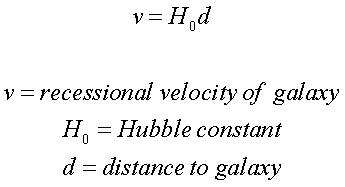 v = H₀d
v = recessional velocity of galaxy
H₀ = Hubble constant
d = distance to galaxy